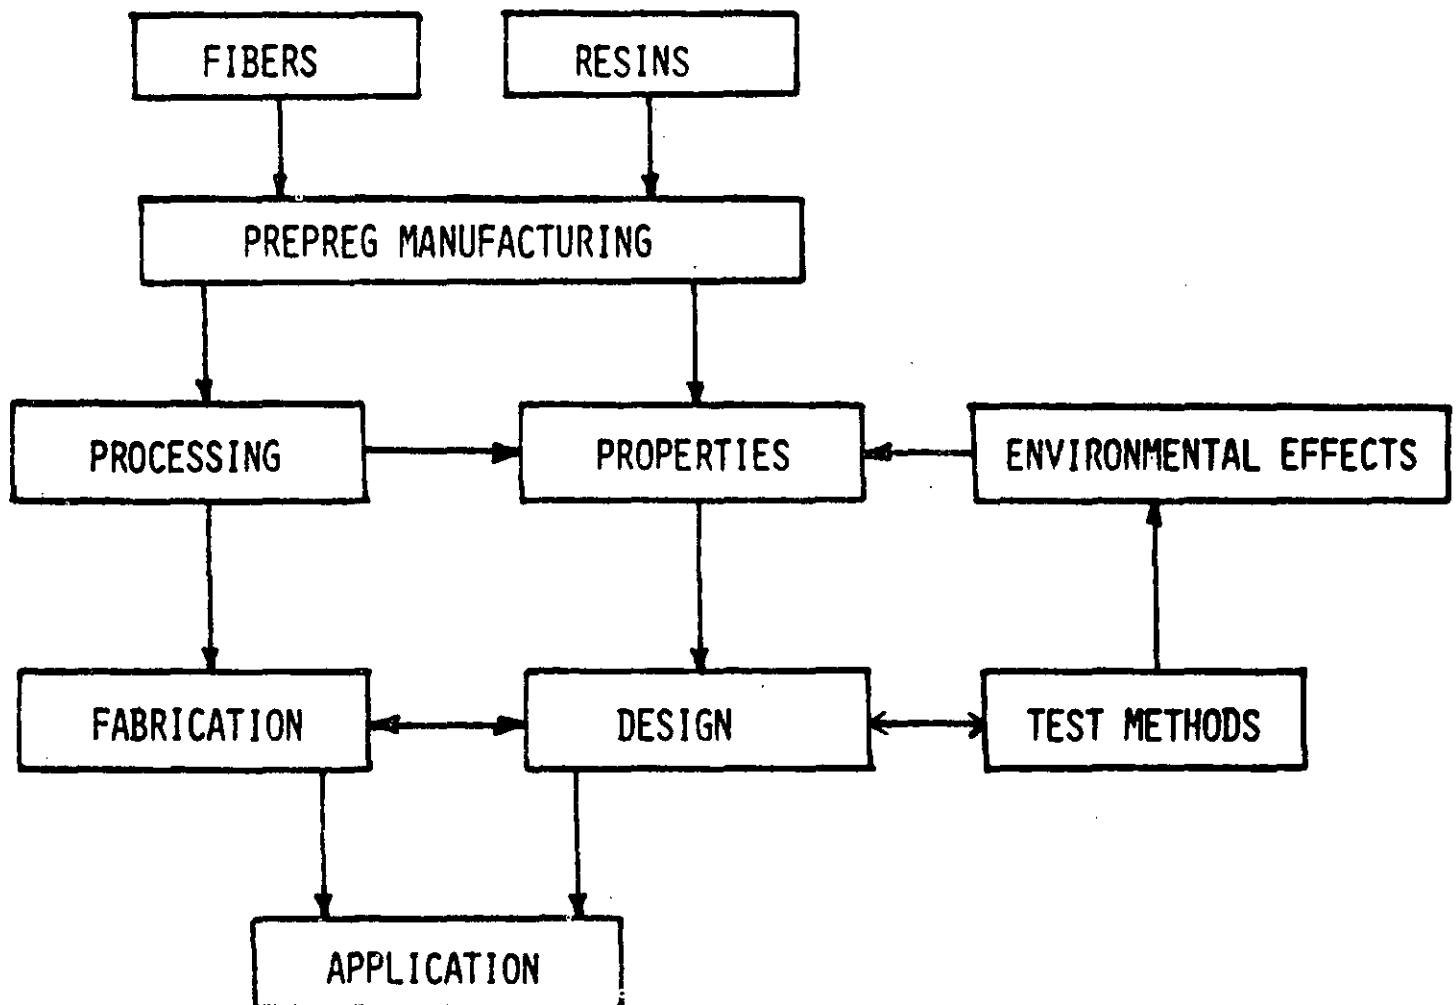 FIBERS
RESINS
PREPREG MANUFACTURING
PROCESSING
PROPERTIES
ENVIRONMENTAL EFFECTS
FABRICATION
DESIGN
TEST METHODS
APPLICATION